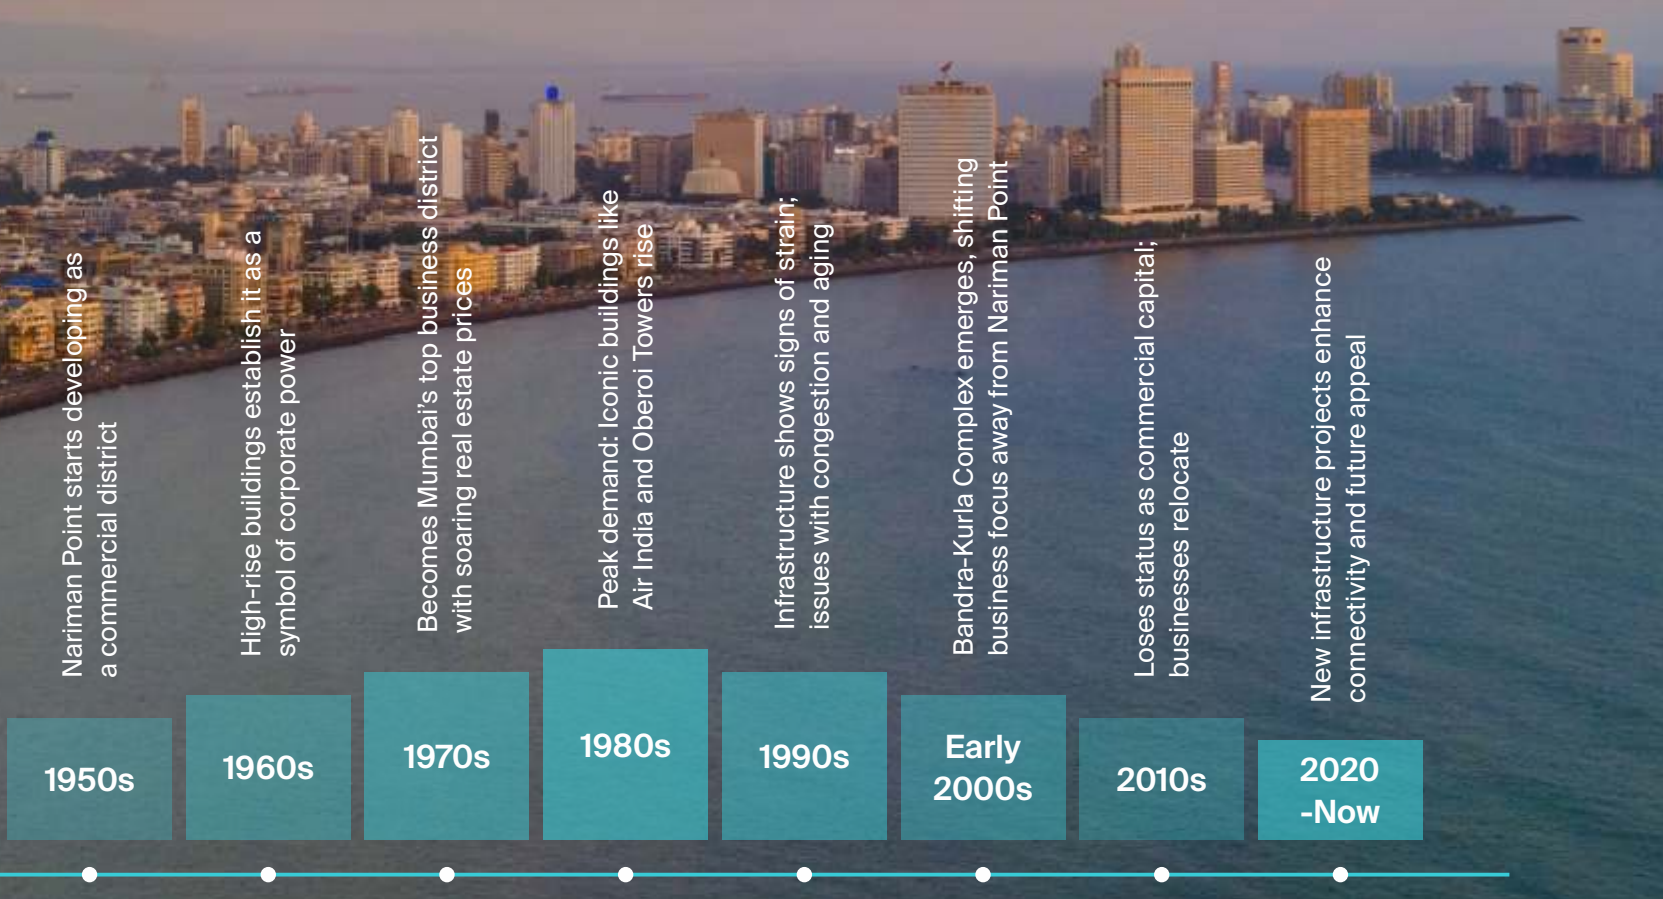 Nariman Point starts developing as
a commercial district
1950s
High-rise buildings establish it as a
symbol of corporate power
1960s
Becomes Mumbai’s top business district
with soaring real estate prices
1970s
Peak demand: Iconic buildings like
Air India and Oberoi Towers rise
1980s
Infrastructure shows signs of strain;
issues with congestion and aging
1990s
Bandra-Kurla Complex emerges, shifting
business focus away from Nariman Point
Early
2000s
Loses status as commercial capital;
businesses relocate
2010s
New infrastructure projects enhance
connectivity and future appeal
2020
-Now